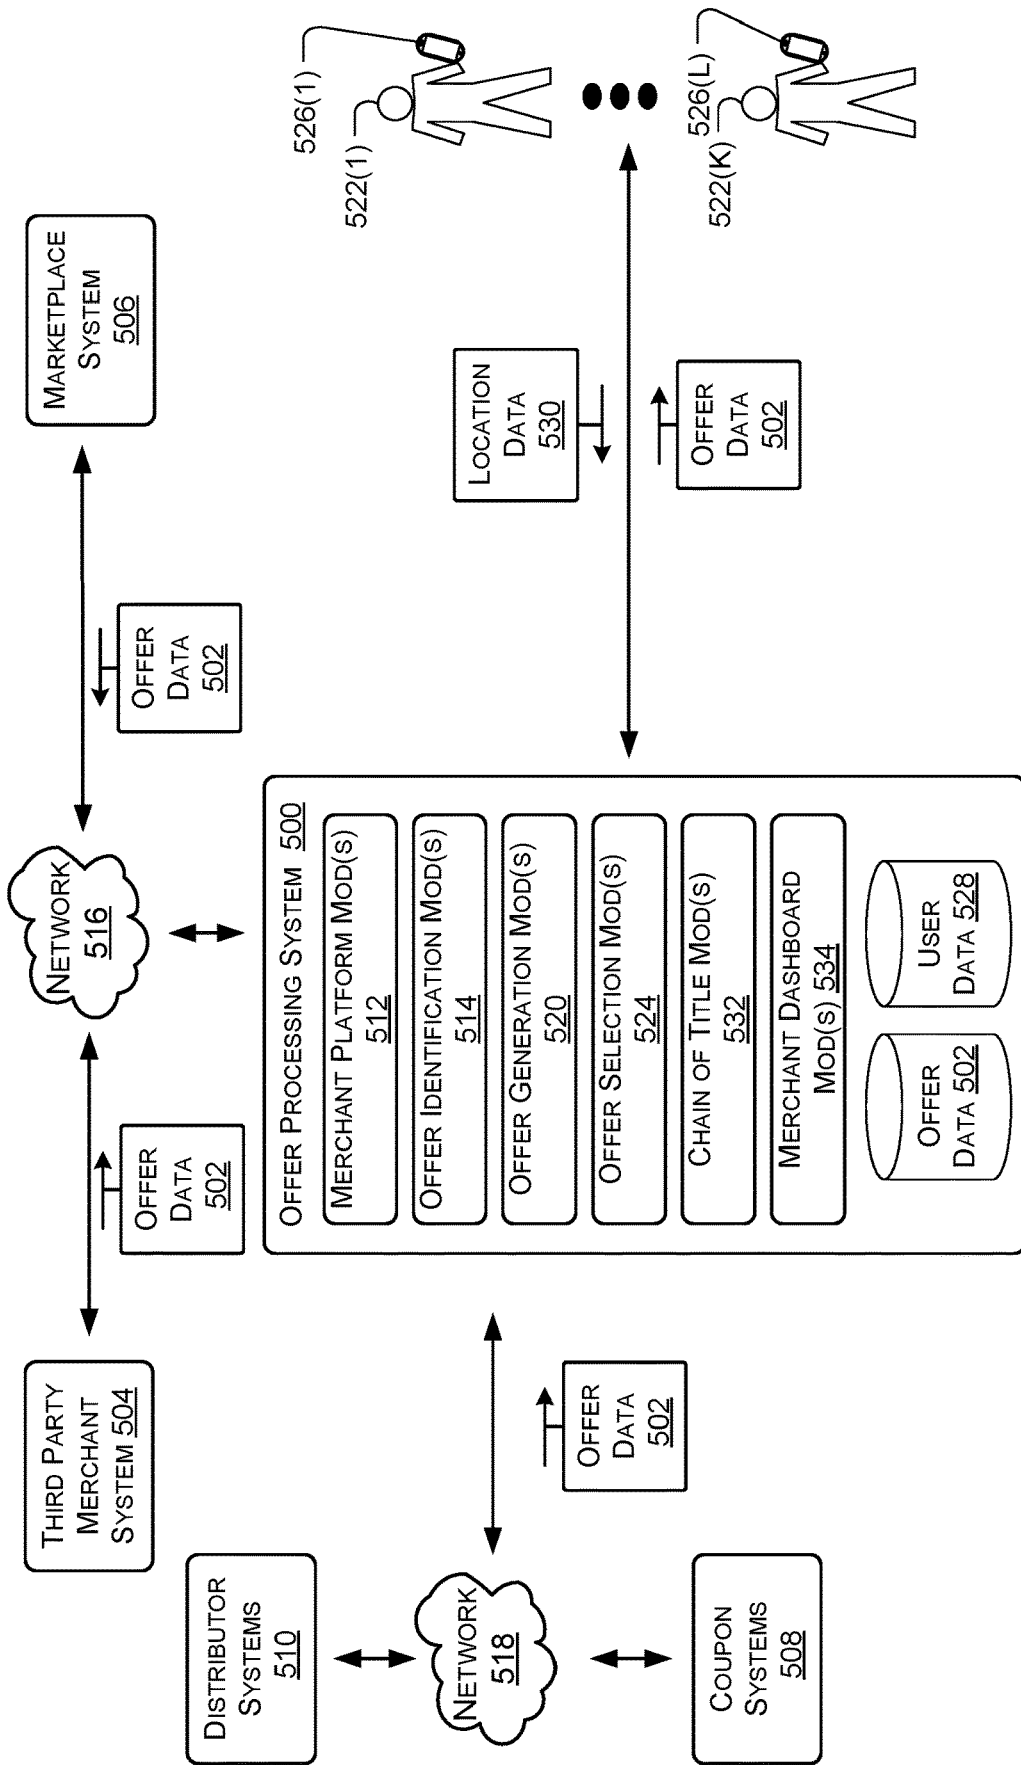 THIRD PARTY
MERCHANT
SYSTEM 504
OFFER
DATA
502
NETWORK
516
OFFER
DATA
502
MARKETPLACE
SYSTEM
506
DISTRIBUTOR
SYSTEMS
510
NETWORK
518
COUPON
SYSTEMS
508
OFFER
DATA
502
OFFER PROCESSING SYSTEM 500
MERCHANT PLATFORM MOD(S)
512
OFFER IDENTIFICATION MOD(S)
514
OFFER GENERATION MOD(S)
520
OFFER SELECTION MOD(S)
524
CHAIN OF TITLE MOD(S)
532
MERCHANT DASHBOARD
MOD(S) 534
OFFER
DATA 502
USER
DATA 528
LOCATION
DATA
530
OFFER
DATA
502
526(1)
522(1)
526(L)
522(K)